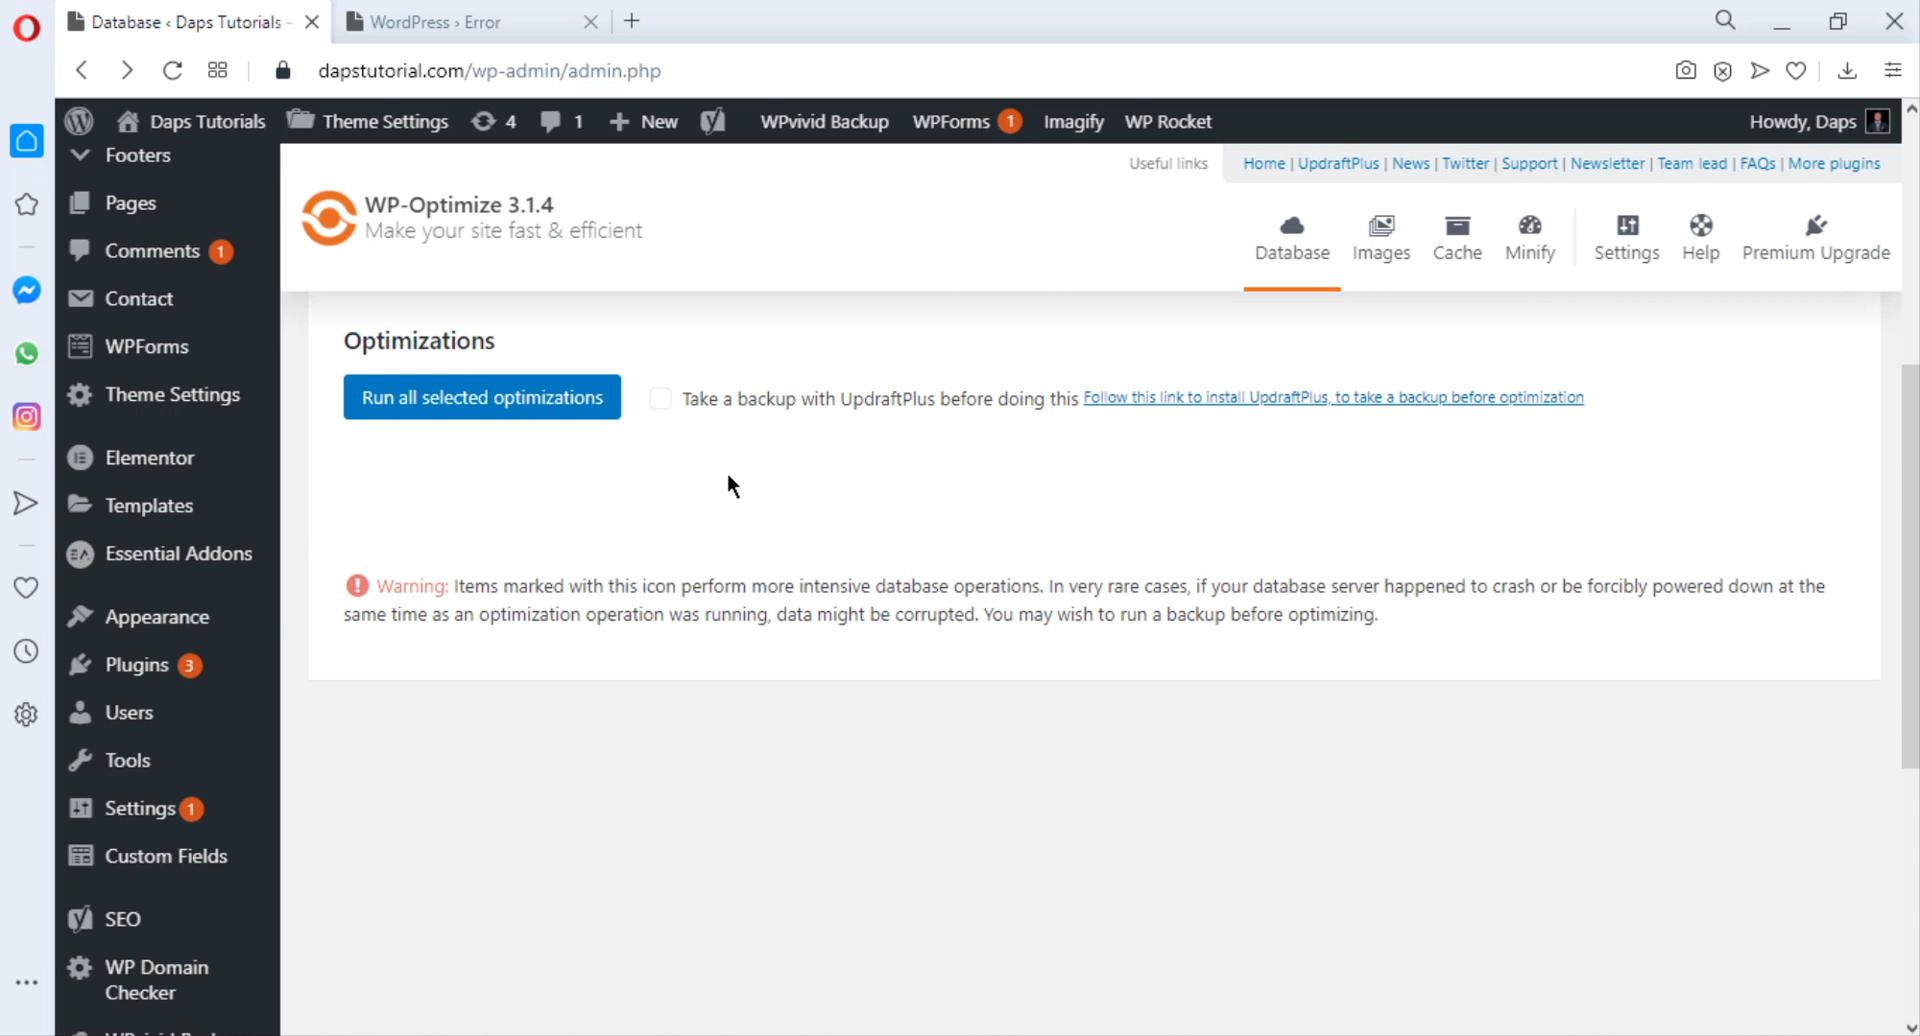 Database ‹ Daps Tutorials –
WordPress › Error
dapstutorial.com/wp-admin/admin.php
Daps Tutorials
Theme Settings
4
1
New
WPvivid Backup
WPForms 1
Imagify
WP Rocket
Howdy, Daps
Footers
Pages
Comments 1
Contact
WPForms
Theme Settings
Elementor
Templates
Essential Addons
Appearance
Plugins 3
Users
Tools
Settings 1
Custom Fields
SEO
WP Domain
Checker
Useful links
Home | UpdraftPlus | News | Twitter | Support | Newsletter | Team lead | FAQs | More plugins
WP-Optimize 3.1.4
Make your site fast & efficient
Database
Images
Cache
Minify
Settings
Help
Premium Upgrade
Optimizations
Run all selected optimizations
Take a backup with UpdraftPlus before doing this Follow this link to install UpdraftPlus, to take a backup before optimization
Warning: Items marked with this icon perform more intensive database operations. In very rare cases, if your database server happened to crash or be forcibly powered down at the
same time as an optimization operation was running, data might be corrupted. You may wish to run a backup before optimizing.